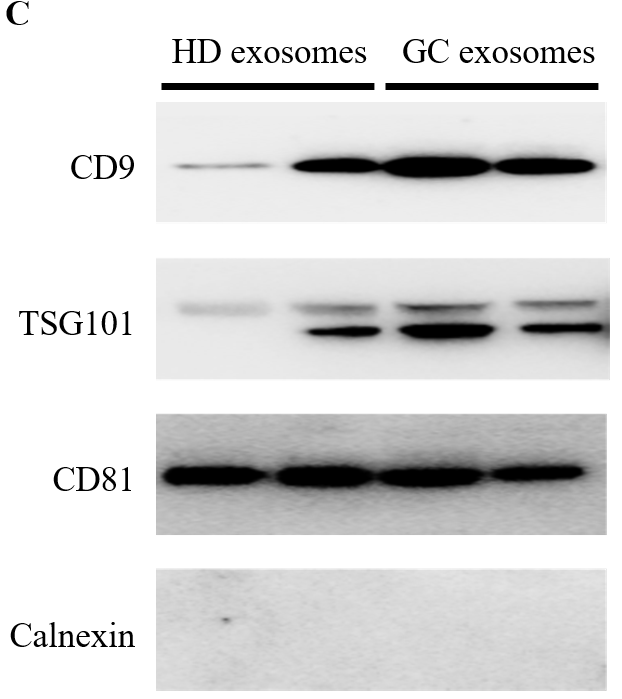 C
HD exosomes GC exosomes
CD9
TSG101
CD81
Calnexin